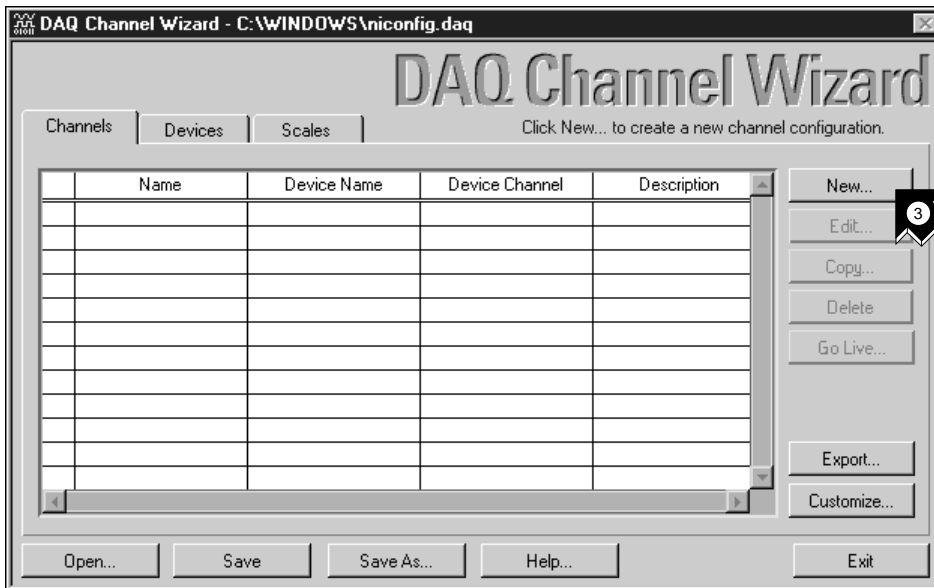 DAQ Channel Wizard - C:\WINDOWS\niconfig.daq
DAQ Channel Wizard
Channels Devices Scales
Click New... to create a new channel configuration.
Name Device Name Device Channel Description
New...
3
Edit...
Copy...
Delete
Go Live...
Export...
Customize...
Open... Save Save As... Help... Exit